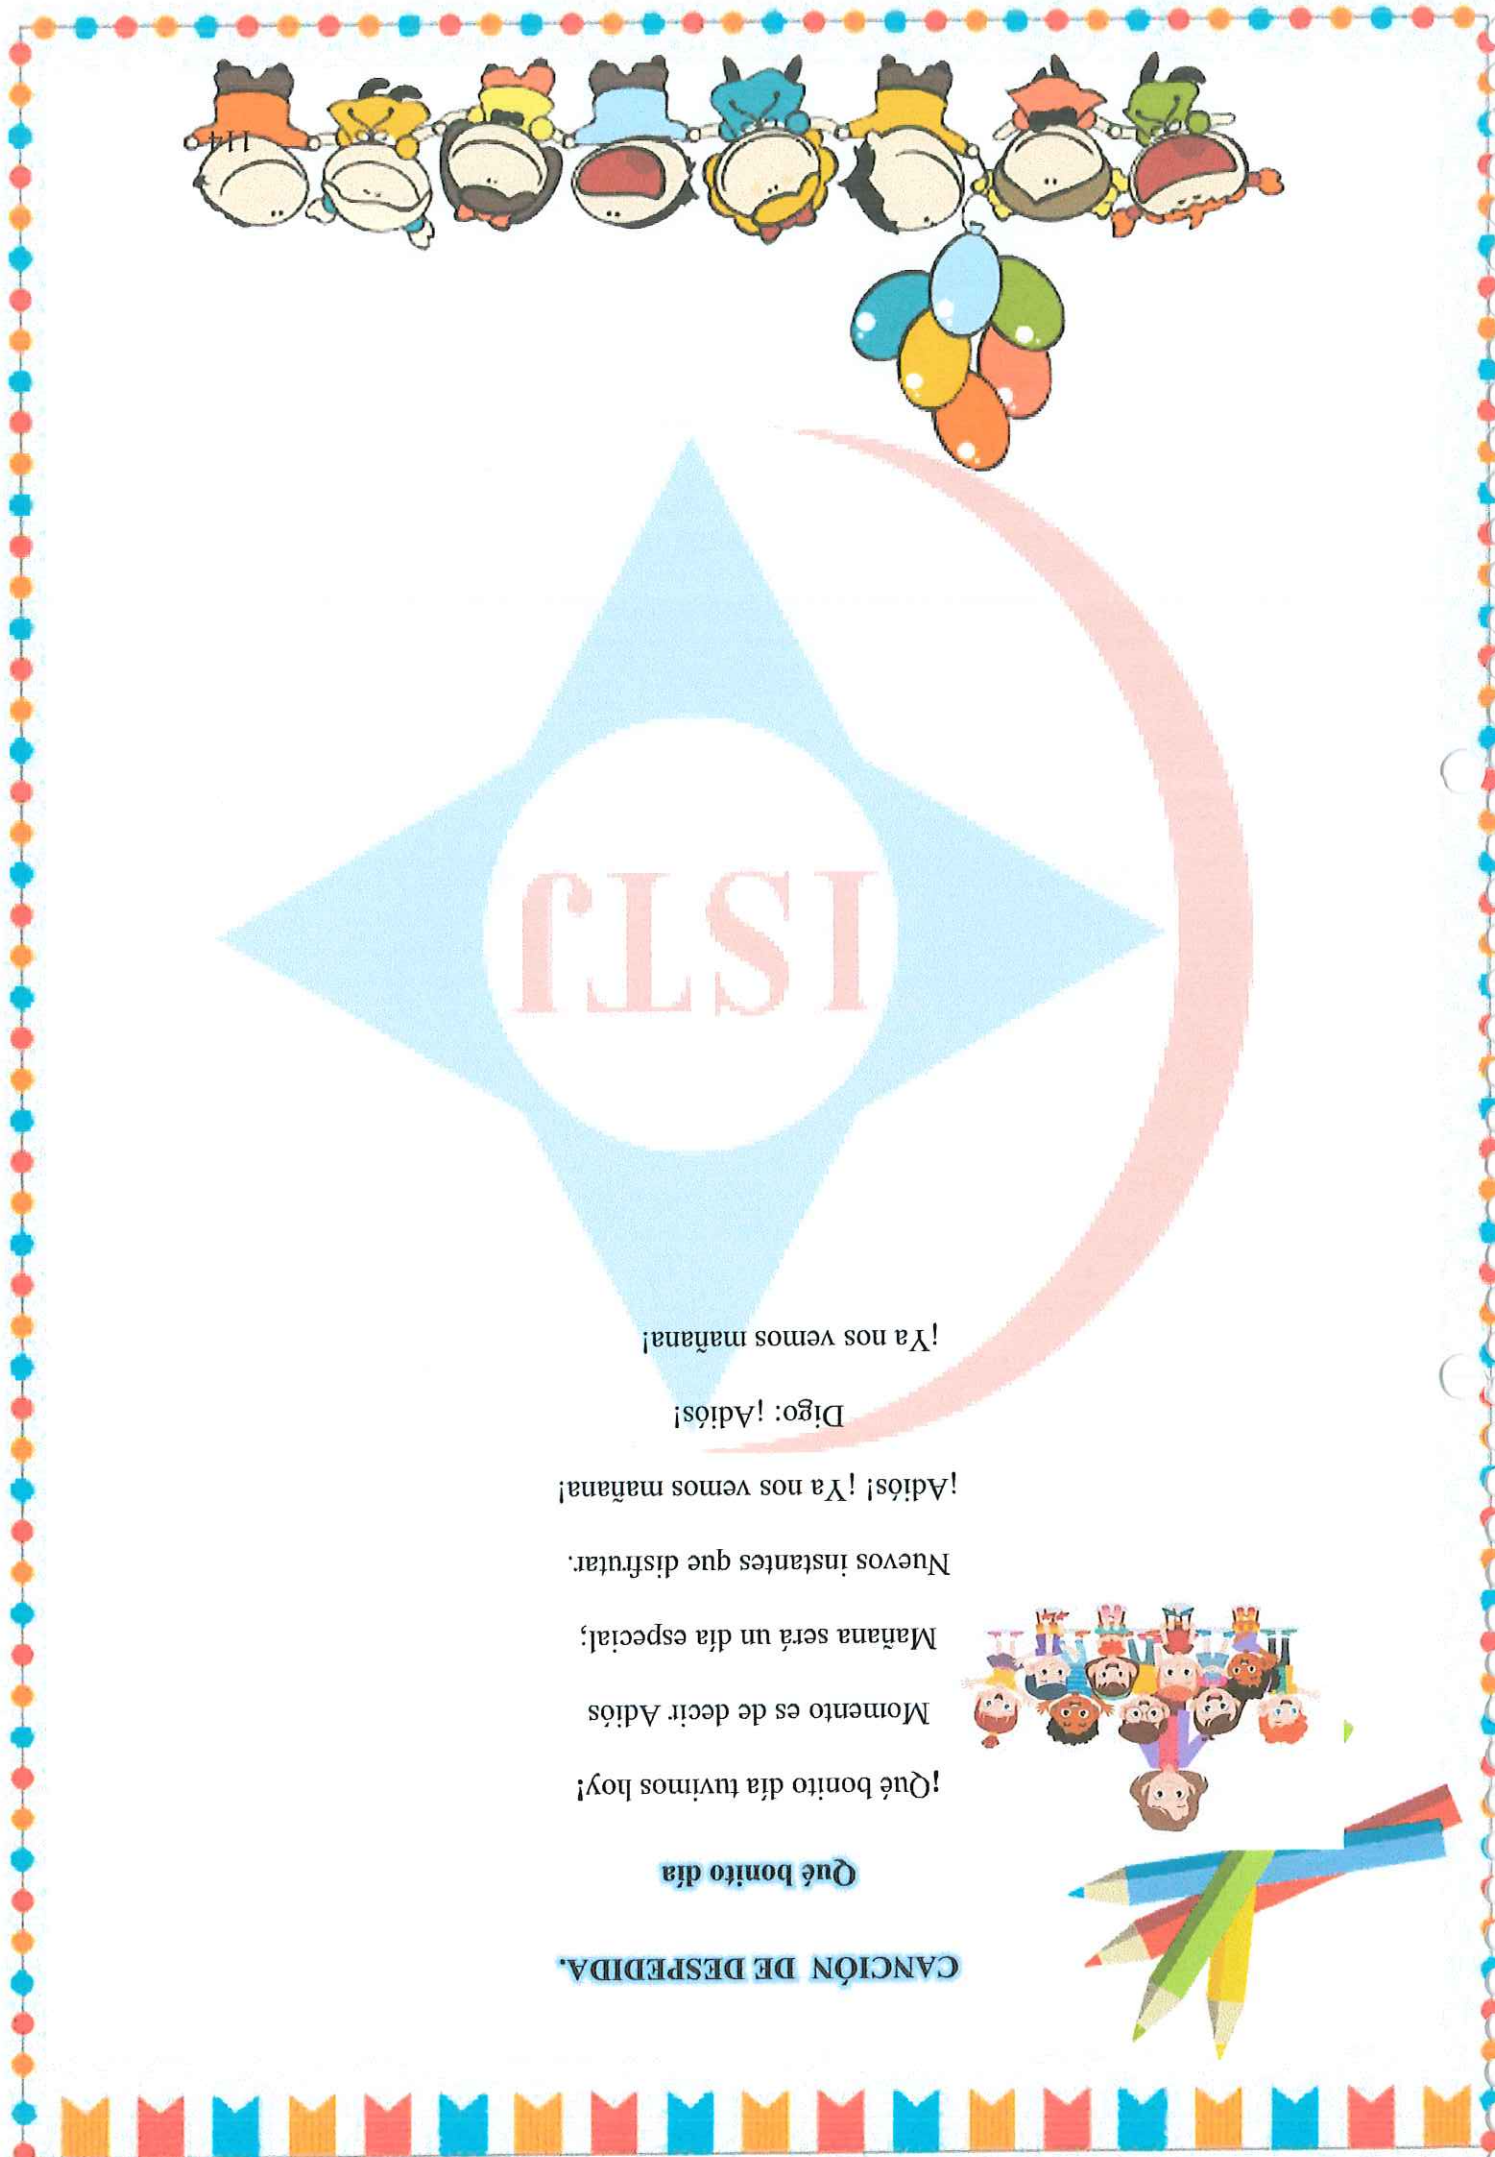 CANCIÓN DE DESPEDIDA.
Qué bonito día
¡Qué bonito día tuvimos hoy!
Momento es de decir Adiós
Mañana será un día especial;
Nuevos instantes que disfrutar.
¡Adiós! ¡Ya nos vemos mañana!
Digo: ¡Adiós!
¡Ya nos vemos mañana!
ISTJ
114